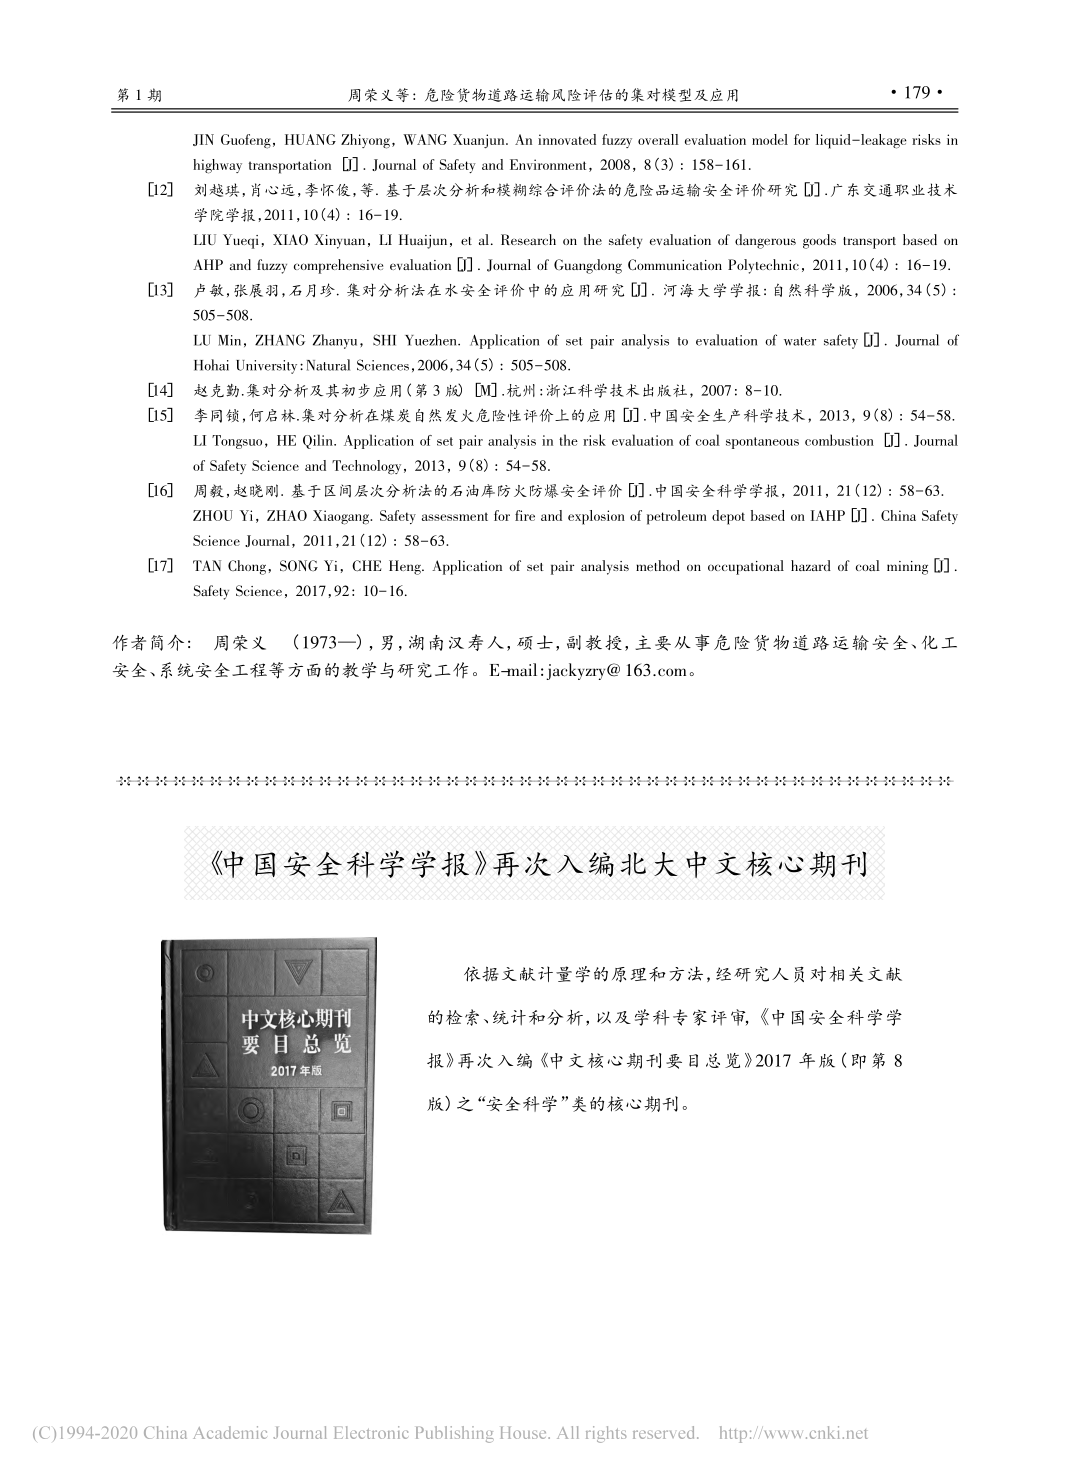 第 1 期
周荣义等: 危险货物道路运输风险评估的集对模型及应用
·179·
JIN Guofeng, HUANG Zhiyong, WANG Xuanjun. An innovated fuzzy overall evaluation model for liquid-leakage risks in
highway transportation [J]. Journal of Safety and Environment, 2008, 8(3): 158-161.
[12] 刘越琪,肖心远,李怀俊,等. 基于层次分析和模糊综合评价法的危险品运输安全评价研究[J].广东交通职业技术
学院学报,2011,10(4): 16-19.
LIU Yueqi, XIAO Xinyuan, LI Huaijun, et al. Research on the safety evaluation of dangerous goods transport based on
AHP and fuzzy comprehensive evaluation[J]. Journal of Guangdong Communication Polytechnic, 2011,10(4): 16-19.
[13] 卢敏,张展羽,石月珍. 集对分析法在水安全评价中的应用研究[J]. 河海大学学报:自然科学版, 2006,34(5):
505-508.
LU Min, ZHANG Zhanyu, SHI Yuezhen. Application of set pair analysis to evaluation of water safety[J]. Journal of
Hohai University:Natural Sciences,2006,34(5): 505-508.
[14] 赵克勤.集对分析及其初步应用(第 3 版) [M].杭州:浙江科学技术出版社, 2007: 8-10.
[15] 李同锁,何启林.集对分析在煤炭自然发火危险性评价上的应用[J].中国安全生产科学技术, 2013, 9(8): 54-58.
LI Tongsuo, HE Qilin. Application of set pair analysis in the risk evaluation of coal spontaneous combustion [J]. Journal
of Safety Science and Technology, 2013, 9(8): 54-58.
[16] 周毅,赵晓刚. 基于区间层次分析法的石油库防火防爆安全评价[J].中国安全科学学报, 2011, 21(12): 58-63.
ZHOU Yi, ZHAO Xiaogang. Safety assessment for fire and explosion of petroleum depot based on IAHP[J]. China Safety
Science Journal, 2011,21(12): 58-63.
[17] TAN Chong, SONG Yi, CHE Heng. Application of set pair analysis method on occupational hazard of coal mining[J].
Safety Science, 2017,92: 10-16.
作者简介: 周荣义 (1973—),男,湖南汉寿人,硕士,副教授,主要从事危险货物道路运输安全、化工
安全、系统安全工程等方面的教学与研究工作。E-mail:jackyzry@163.com。
《中国安全科学学报》再次入编北大中文核心期刊
中文核心期刊
要目总览
2017年版
依据文献计量学的原理和方法,经研究人员对相关文献
的检索、统计和分析,以及学科专家评审,《中国安全科学学
报》再次入编《中文核心期刊要目总览》2017 年版(即第 8
版)之“安全科学”类的核心期刊。
(C)1994-2020 China Academic Journal Electronic Publishing House. All rights reserved. http://www.cnki.net